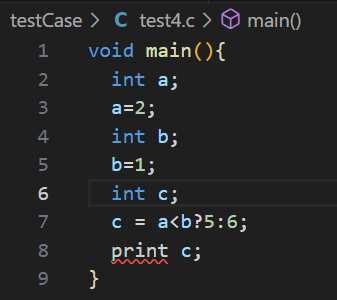 testCase > C test4.c > main()
1 void main(){
2 int a;
3 a=2;
4 int b;
5 b=1;
6 int c;
7 c = a<b?5:6;
8 print c;
9 }